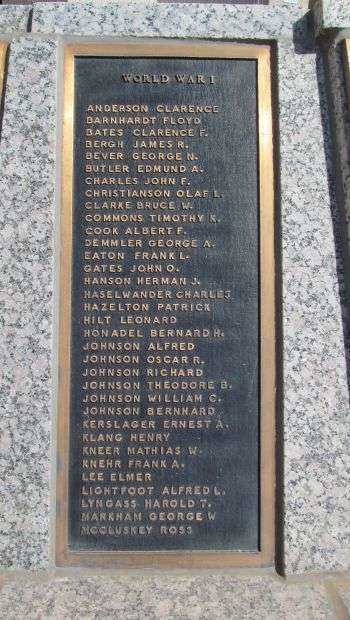 WORLD WAR I
ANDERSON CLARENCE
BARNHARDT FLOYD
BATES CLARENCE F.
BERGH JAMES R.
BEVER GEORGE N.
BUTLER EDMUND A.
CHARLES JOHN F.
CHRISTIANSON OLAF L.
CLARKE BRUCE W.
COMMONS TIMOTHY K.
COOK ALBERT F.
DEMMLER GEORGE A.
EATON FRANK L.
GATES JOHN O.
HANSON HERMAN J.
HASELWANDER CHARLES
HAZELTON PATRICK
HILT LEONARD
HONADEL BERNARD H.
JOHNSON ALFRED
JOHNSON OSCAR R.
JOHNSON RICHARD
JOHNSON THEODORE B.
JOHNSON WILLIAM C.
JOHNSON BERNHARD
KERSLAGER ERNEST A.
KLANG HENRY
KNEER MATHIAS W.
KNEHR FRANK A.
LEE ELMER
LIGHTFOOT ALFRED L.
LYNGASS HAROLD T.
MARKHAM GEORGE W
MCCLUSKEY ROSS